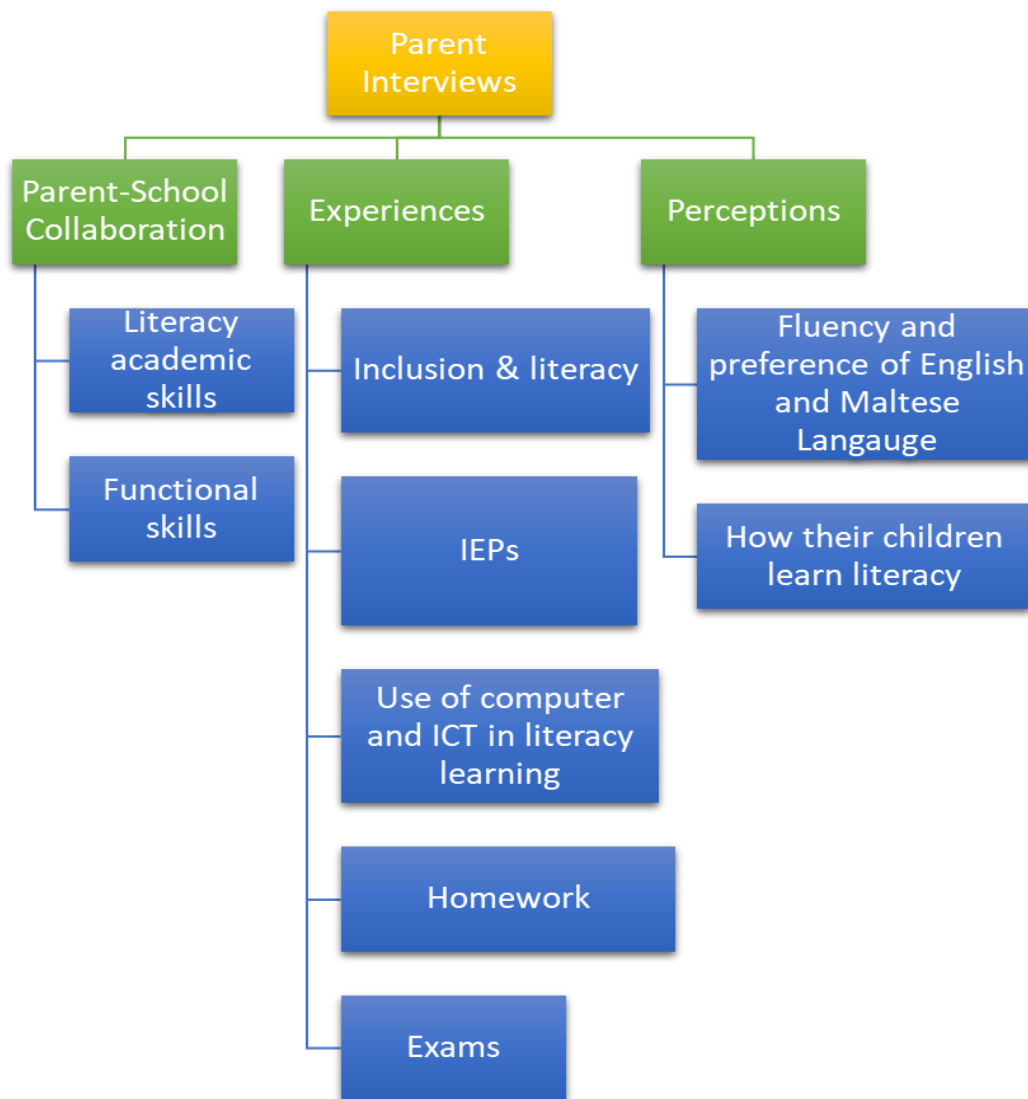 Parent
Interviews
Parent-School
Collaboration
Literacy
academic
skills
Functional
skills
Experiences
Inclusion & literacy
IEPs
Use of computer
and ICT in literacy
learning
Homework
Exams
Perceptions
Fluency and
preference of English
and Maltese
Langauge
How their children
learn literacy